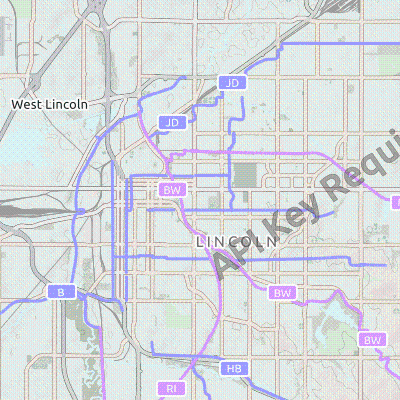 JD
West Lincoln
JD
BW
API Key Requi
LINCOLN
B
BW
BW
HB
RI